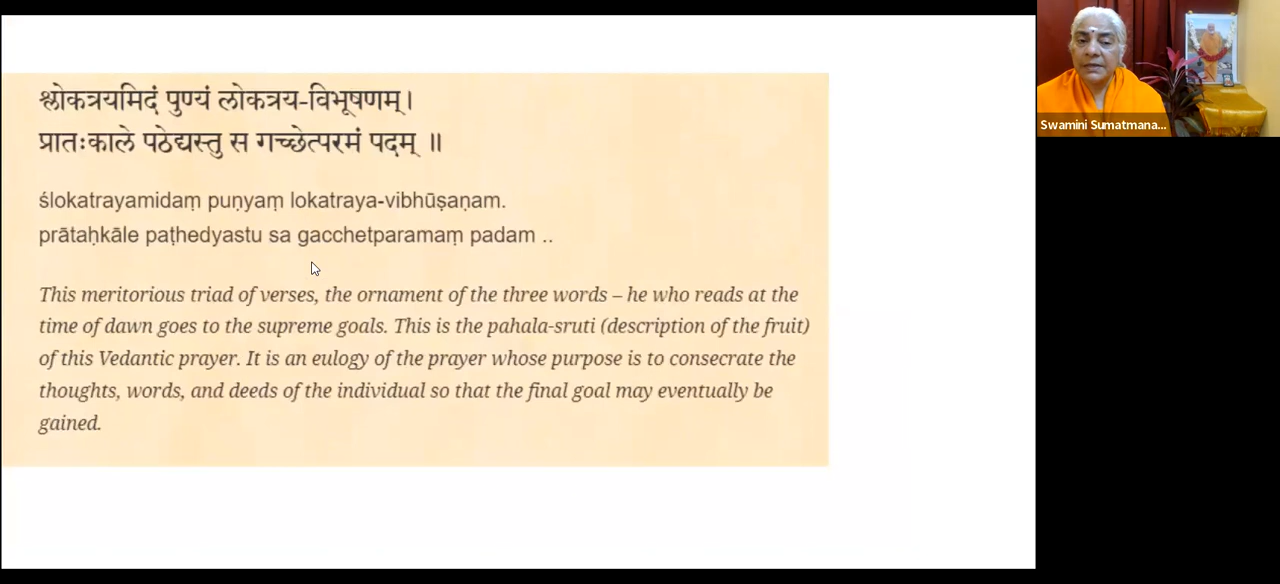 श्लोकत्रयमिदं पुण्यं लोकत्रय-विभूषणम्।
प्रातःकाले पठेद्यस्तु स गच्छेत्परमं पदम् ॥
ślokatrayamidaṃ puṇyaṃ lokatraya-vibhūṣaṇam.
prātaḥkāle paṭhedyastu sa gacchetparamaṃ padam ..
This meritorious triad of verses, the ornament of the three words – he who reads at the
time of dawn goes to the supreme goals. This is the pahala-sruti (description of the fruit)
of this Vedantic prayer. It is an eulogy of the prayer whose purpose is to consecrate the
thoughts, words, and deeds of the individual so that the final goal may eventually be
gained.
Swamini Sumatmana...